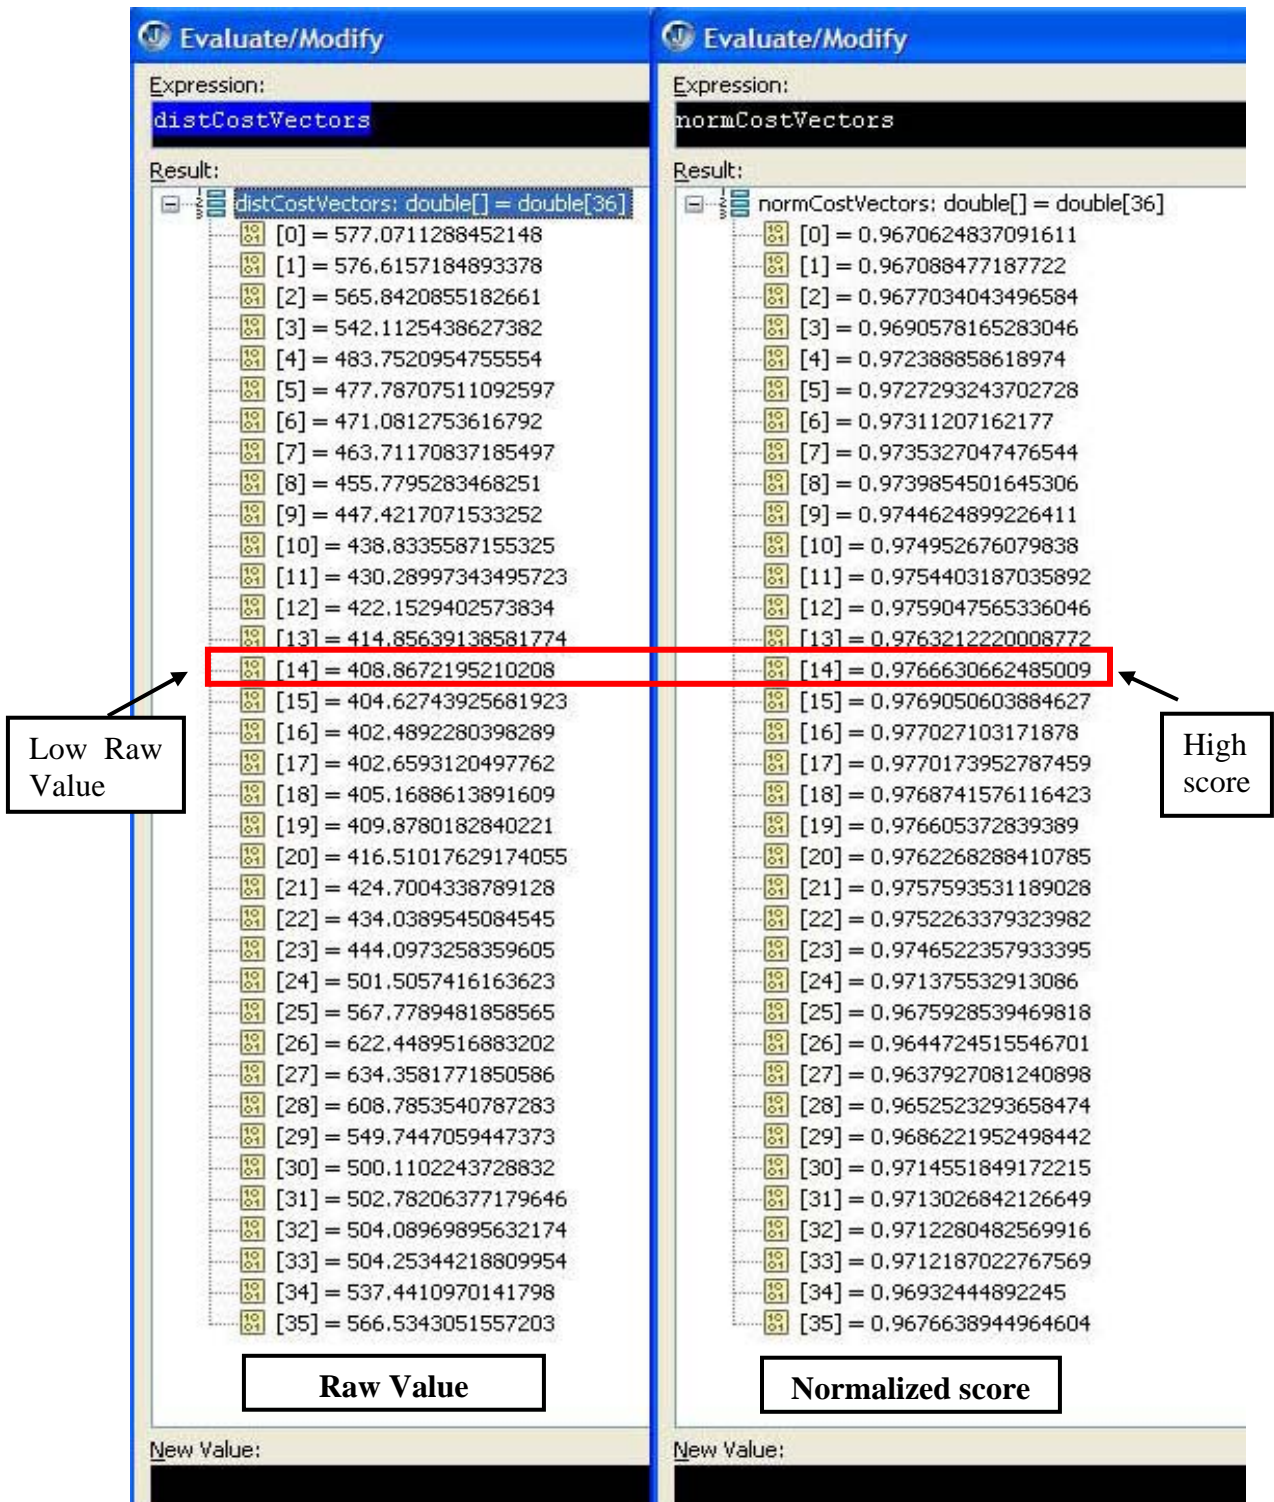 Evaluate/Modify
Expression:
distCostVectors
Result:
distCostVectors: double[] = double[36]
[0] = 577.0711288452148
[1] = 576.6157184893378
[2] = 565.8420855182661
[3] = 542.1125438627382
[4] = 483.7520954755554
[5] = 477.78707511092597
[6] = 471.0812753616792
[7] = 463.71170837185497
[8] = 455.7795283468251
[9] = 447.4217071533252
[10] = 438.8335587155325
[11] = 430.28997343495723
[12] = 422.1529402573834
[13] = 414.85639138581774
[14] = 408.8672195210208
[15] = 404.62743925681923
[16] = 402.4892280398289
[17] = 402.6593120497762
[18] = 405.1688613891609
[19] = 409.8780182840221
[20] = 416.51017629174055
[21] = 424.7004338789128
[22] = 434.0389545084545
[23] = 444.0973258359605
[24] = 501.5057416163623
[25] = 567.7789481858565
[26] = 622.4489516883202
[27] = 634.3581771850586
[28] = 608.7853540787283
[29] = 549.7447059447373
[30] = 500.1102243728832
[31] = 502.78206377179646
[32] = 504.08969895632174
[33] = 504.25344218809954
[34] = 537.4410970141798
[35] = 566.5343051557203
Raw Value
New Value:
Low Raw
Value
Evaluate/Modify
Expression:
normCostVectors
Result:
normCostVectors: double[] = double[36]
[0] = 0.9670624837091611
[1] = 0.967088477187722
[2] = 0.9677034043496584
[3] = 0.9690578165283046
[4] = 0.972388858618974
[5] = 0.9727293243702728
[6] = 0.97311207162177
[7] = 0.9735327047476544
[8] = 0.9739854501645306
[9] = 0.9744624899226411
[10] = 0.974952676079838
[11] = 0.9754403187035892
[12] = 0.9759047565336046
[13] = 0.9763212220008772
[14] = 0.9766630662485009
[15] = 0.9769050603884627
[16] = 0.977027103171878
[17] = 0.9770173952787459
[18] = 0.9768741576116423
[19] = 0.976605372839389
[20] = 0.9762268288410785
[21] = 0.9757593531189028
[22] = 0.9752263379323982
[23] = 0.9746522357933395
[24] = 0.971375532913086
[25] = 0.9675928539469818
[26] = 0.9644724515546701
[27] = 0.9637927081240898
[28] = 0.9652523293658474
[29] = 0.9686221952498442
[30] = 0.9714551849172215
[31] = 0.9713026842126649
[32] = 0.9712280482569916
[33] = 0.9712187022767569
[34] = 0.96932444892245
[35] = 0.9676638944964604
Normalized score
New Value:
High
score